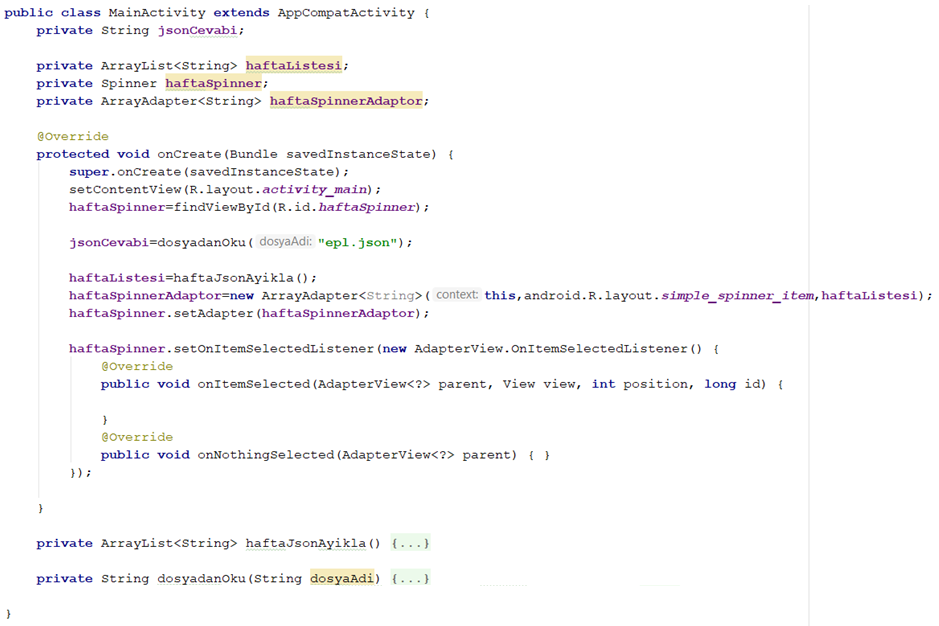 public class MainActivity extends AppCompatActivity {
    private String jsonCevabi;

    private ArrayList<String> haftaListesi;
    private Spinner haftaSpinner;
    private ArrayAdapter<String> haftaSpinnerAdaptor;

    @Override
    protected void onCreate(Bundle savedInstanceState) {
        super.onCreate(savedInstanceState);
        setContentView(R.layout.activity_main);
        haftaSpinner=findViewById(R.id.haftaSpinner);

        jsonCevabi=dosyadanOku( dosyaAdi: "epl.json");

        haftaListesi=haftaJsonAyikla();
        haftaSpinnerAdaptor=new ArrayAdapter<String>( context: this,android.R.layout.simple_spinner_item,haftaListesi);
        haftaSpinner.setAdapter(haftaSpinnerAdaptor);

        haftaSpinner.setOnItemSelectedListener(new AdapterView.OnItemSelectedListener() {
            @Override
            public void onItemSelected(AdapterView<?> parent, View view, int position, long id) {

            }
            @Override
            public void onNothingSelected(AdapterView<?> parent) { }
        });

    }

    private ArrayList<String> haftaJsonAyikla() {...}

    private String dosyadanOku(String dosyaAdi) {...}

}